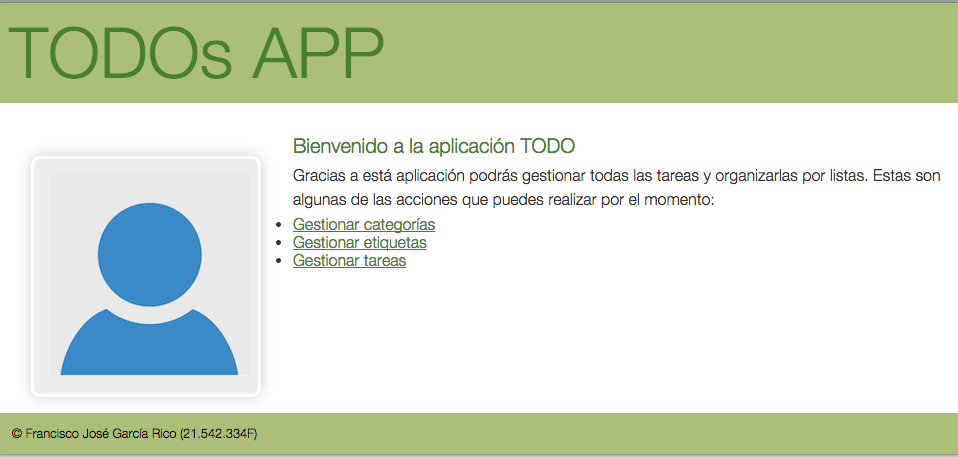 TODOs APP
Bienvenido a la aplicación TODO
Gracias a está aplicación podrás gestionar todas las tareas y organizarlas por listas. Estas son
algunas de las acciones que puedes realizar por el momento:
Gestionar categorías
Gestionar etiquetas
Gestionar tareas
© Francisco José García Rico (21.542.334F)